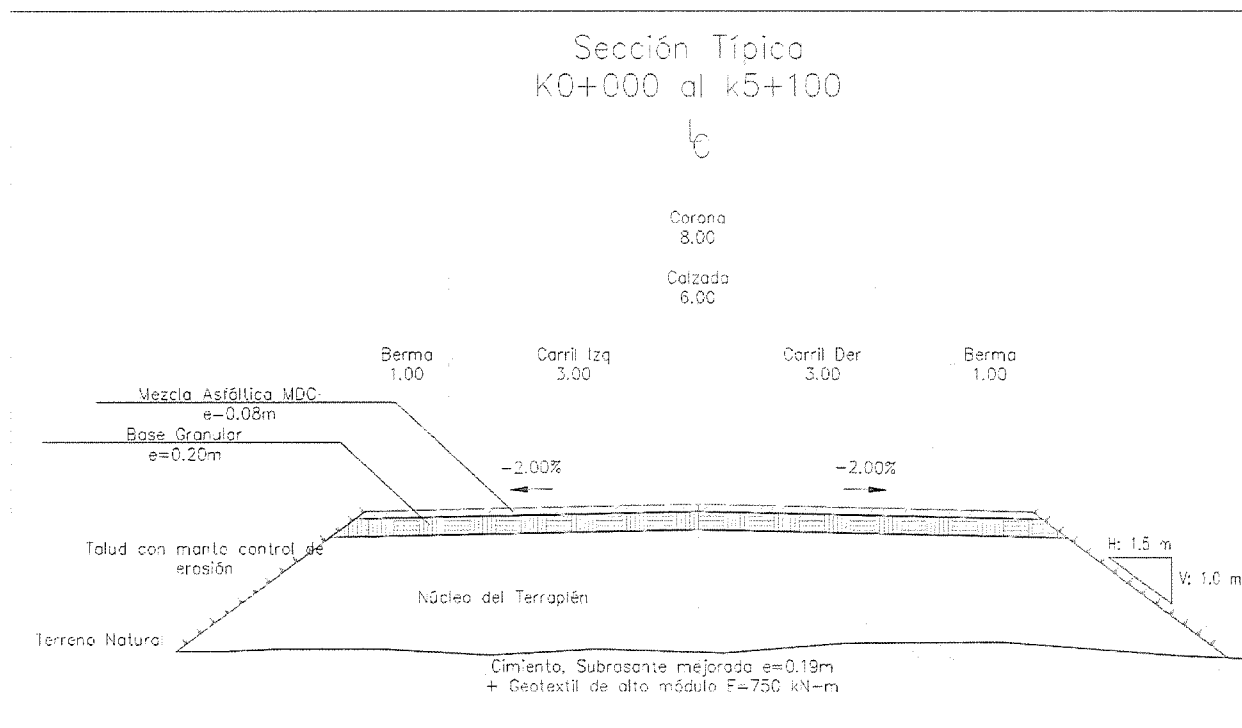 Sección Típica
K0+000 al k5+100
Corona
8.00
Calzada
6.00
Berma
1.00
Carril Izq
3.00
Carril Der
3.00
Berma
1.00
Mezcla Asfáltica MDC
e=0.08m
Base Granular
e=0.20m
-2.00%
-2.00%
Talud con manto control de
erosión
H: 1.5 m
V: 1.0 m
Núcleo del Terraplén
Terreno Natural
Cimiento, Subrasante mejorada e=0.19m
+ Geotextil de alto módulo E=750 kN-m